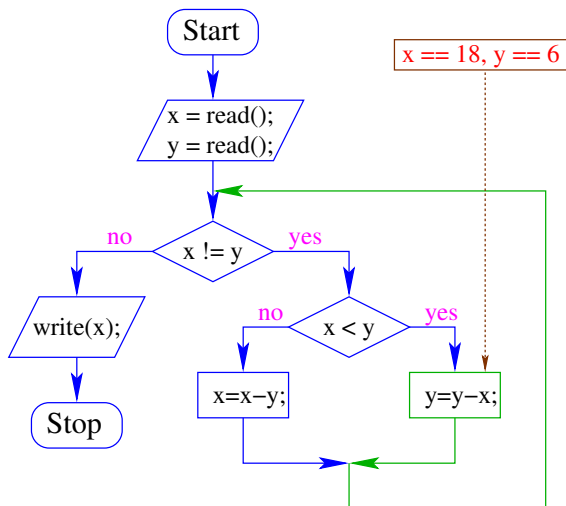 Start
x == 18, y == 6
x = read();
y = read();
no
yes
x != y
no
yes
write(x);
x < y
x=x−y;
y=y−x;
Stop